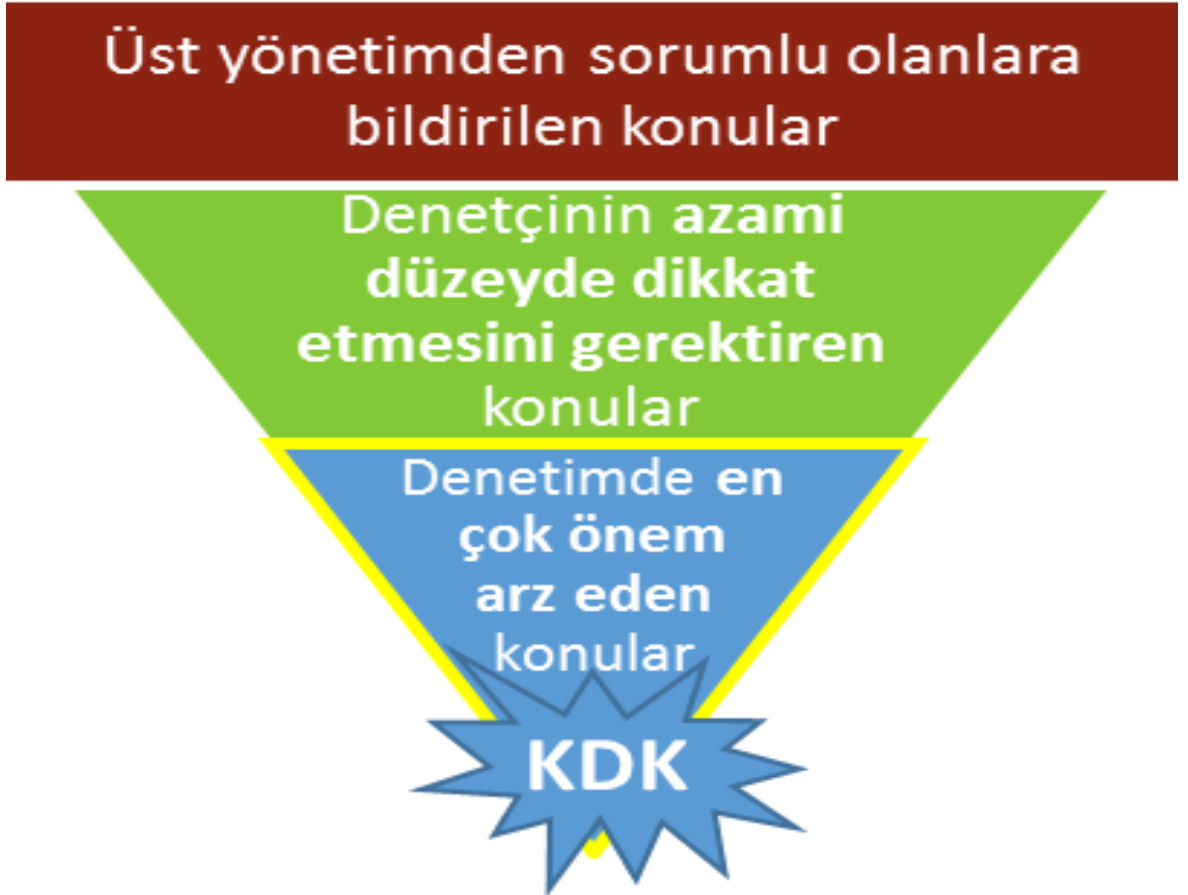 Üst yönetimden sorumlu olanlara
bildirilen konular
Denetçinin azami
düzeyde dikkat
etmesini gerektiren
konular
Denetimde en
çok önem
arz eden
konular
KDK